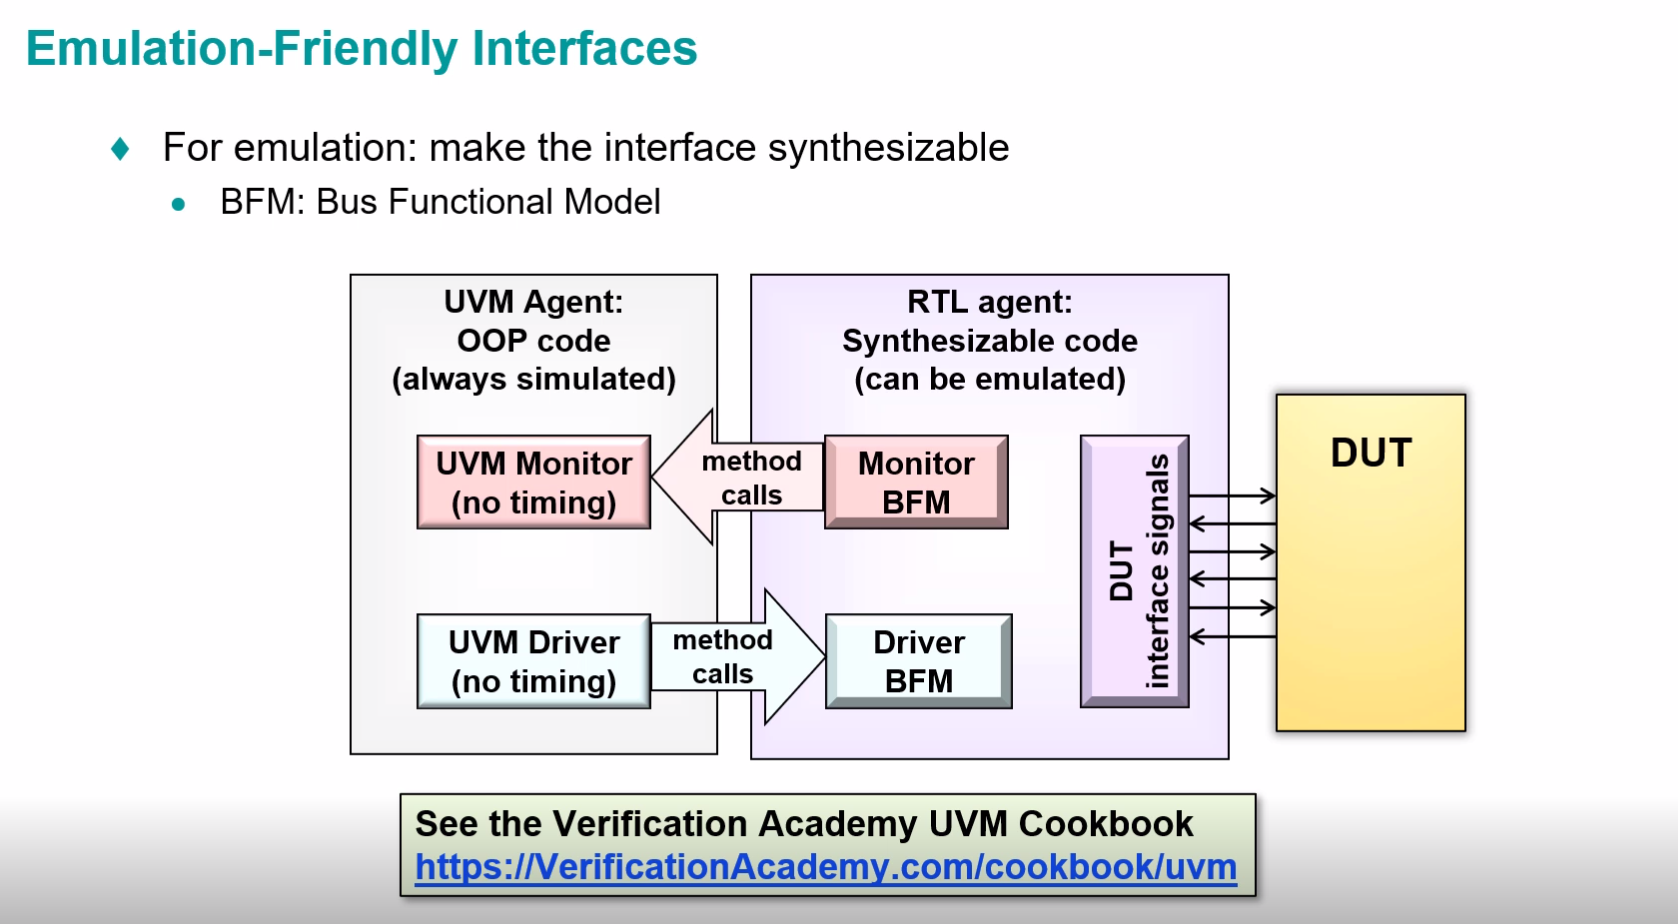 Emulation-Friendly Interfaces
For emulation: make the interface synthesizable
BFM: Bus Functional Model
UVM Agent:
OOP code
(always simulated)
RTL agent:
Synthesizable code
(can be emulated)
UVM Monitor
(no timing)
method
calls
Monitor
BFM
UVM Driver
(no timing)
method
calls
Driver
BFM
DUT
interface signals
DUT
See the Verification Academy UVM Cookbook
https://VerificationAcademy.com/cookbook/uvm